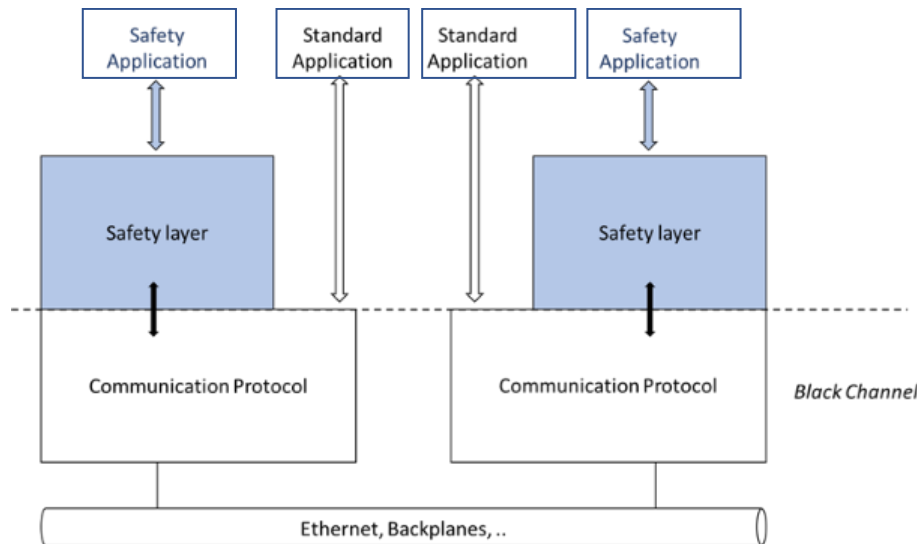 Safety
Application
Standard
Application
Standard
Application
Safety
Application
Safety layer
Safety layer
Communication Protocol
Communication Protocol
Black Channel
Ethernet, Backplanes, ..